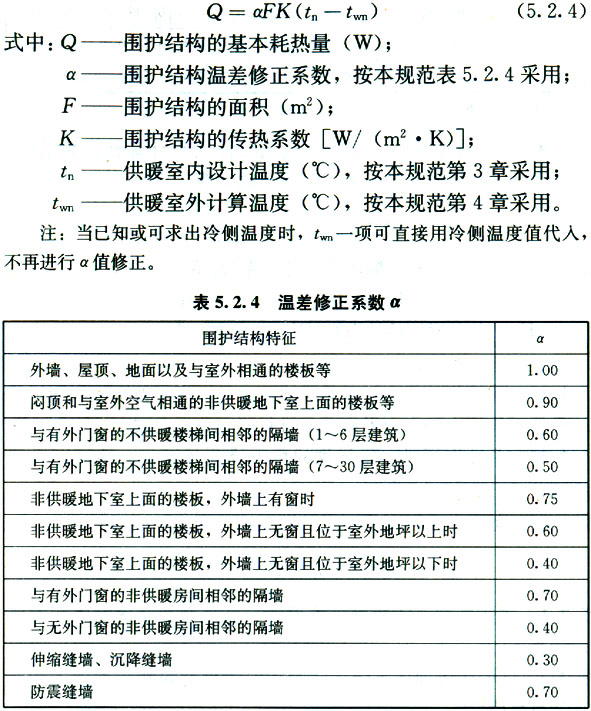 Q = αFK(tₙ − t_wn) (5.2.4)
式中：Q——围护结构的基本耗热量（W）；
α——围护结构温差修正系数，按本规范表 5.2.4 采用；
F——围护结构的面积（m²）；
K——围护结构的传热系数［W/（m²·K）］；
tₙ——供暖室内设计温度（℃），按本规范第 3 章采用；
t_wn——供暖室外计算温度（℃），按本规范第 4 章采用。
注：当已知或可求出冷侧温度时，t_wn一项可直接用冷侧温度值代入，
不再进行α值修正。
表 5.2.4 温差修正系数α
围护结构特征 α
外墙、屋顶、地面以及与室外相通的楼板等 1.00
闷顶和与室外空气相通的非供暖地下室上面的楼板等 0.90
与有外门窗的不供暖楼梯间相邻的隔墙（1～6 层建筑） 0.60
与有外门窗的不供暖楼梯间相邻的隔墙（7～30 层建筑） 0.50
非供暖地下室上面的楼板，外墙上有窗时 0.75
非供暖地下室上面的楼板，外墙上无窗且位于室外地坪以上时 0.60
非供暖地下室上面的楼板，外墙上无窗且位于室外地坪以下时 0.40
与有外门窗的非供暖房间相邻的隔墙 0.70
与无外门窗的非供暖房间相邻的隔墙 0.40
伸缩缝墙、沉降缝墙 0.30
防震缝墙 0.70